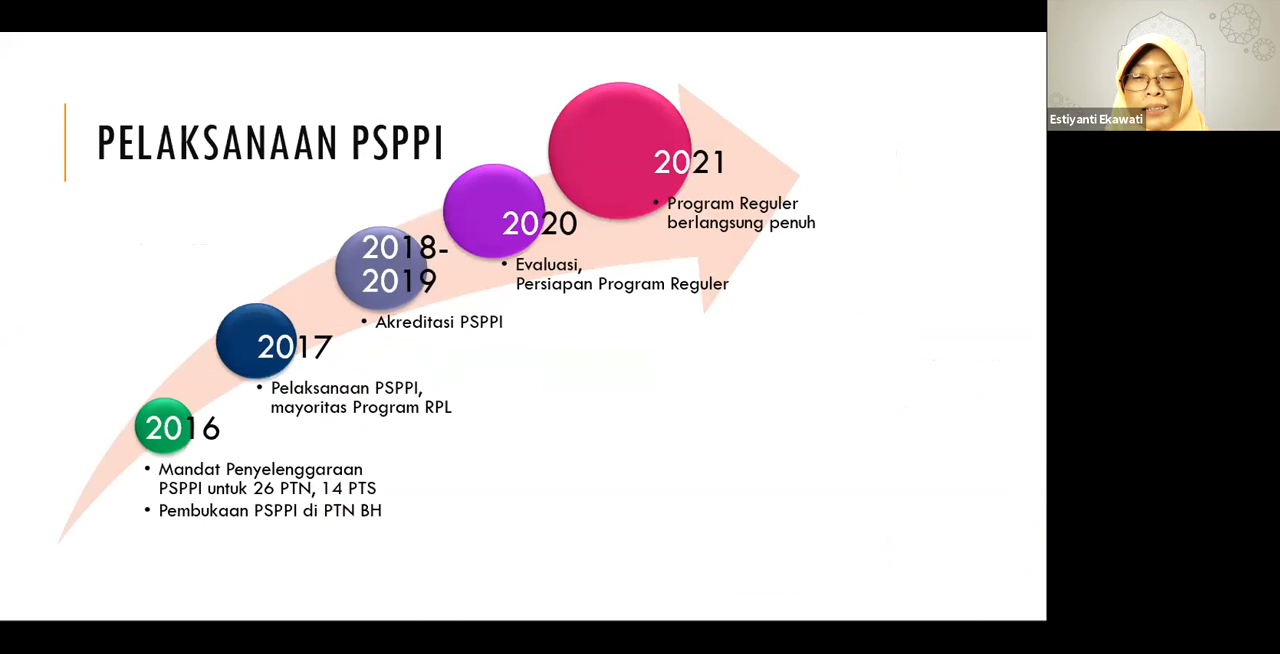 PELAKSANAAN PSPPI
2016
• Mandat Penyelenggaraan
PSPPI untuk 26 PTN, 14 PTS
• Pembukaan PSPPI di PTN BH
2017
• Pelaksanaan PSPPI,
mayoritas Program RPL
2018-
2019
• Akreditasi PSPPI
2020
• Evaluasi,
Persiapan Program Reguler
2021
• Program Reguler
berlangsung penuh
Estiyanti Ekawati